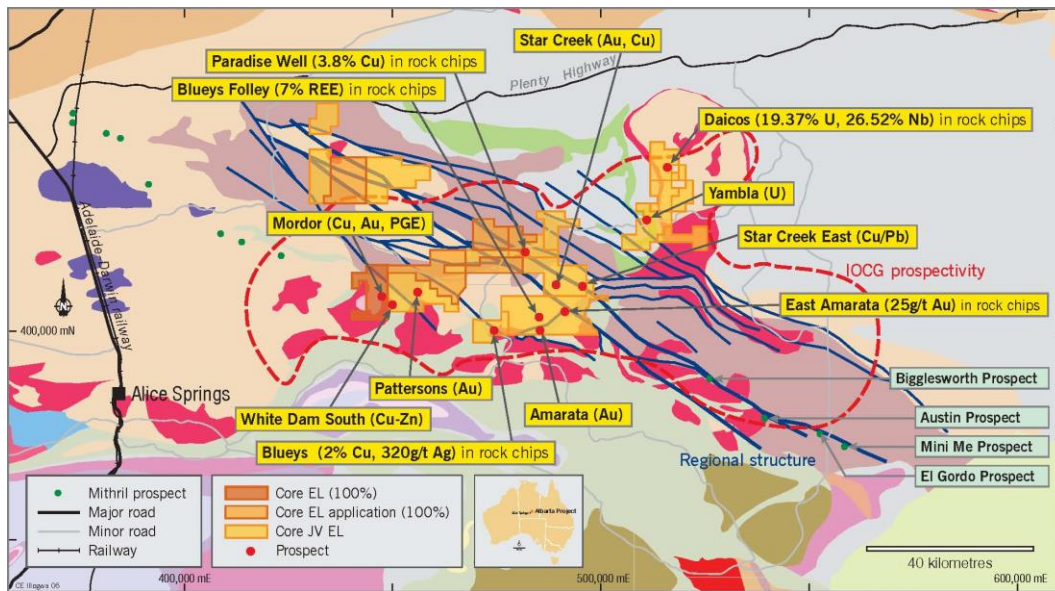 Star Creek (Au, Cu)
Paradise Well (3.8% Cu) in rock chips
Plenty Highway
Blueys Folley (7% REE) in rock chips
Daicos (19.37% U, 26.52% Nb) in rock chips
Yambla (U)
Mordor (Cu, Au, PGE)
Star Creek East (Cu/Pb)
Adelaide Darwin railway
IOCG prospectivity
N
East Amarata (25g/t Au) in rock chips
400,000 mN
Alice Springs
Pattersons (Au)
Bigglesworth Prospect
White Dam South (Cu-Zn)
Amarata (Au)
Austin Prospect
Blueys (2% Cu, 320g/t Ag) in rock chips
Regional structure
Mini Me Prospect
El Gordo Prospect
Mithril prospect
Major road
Minor road
Railway
Core EL (100%)
Core EL application (100%)
Core JV EL
Prospect
Albarta Project
40 kilometres
400,000 mE
500,000 mE
600,000 mE